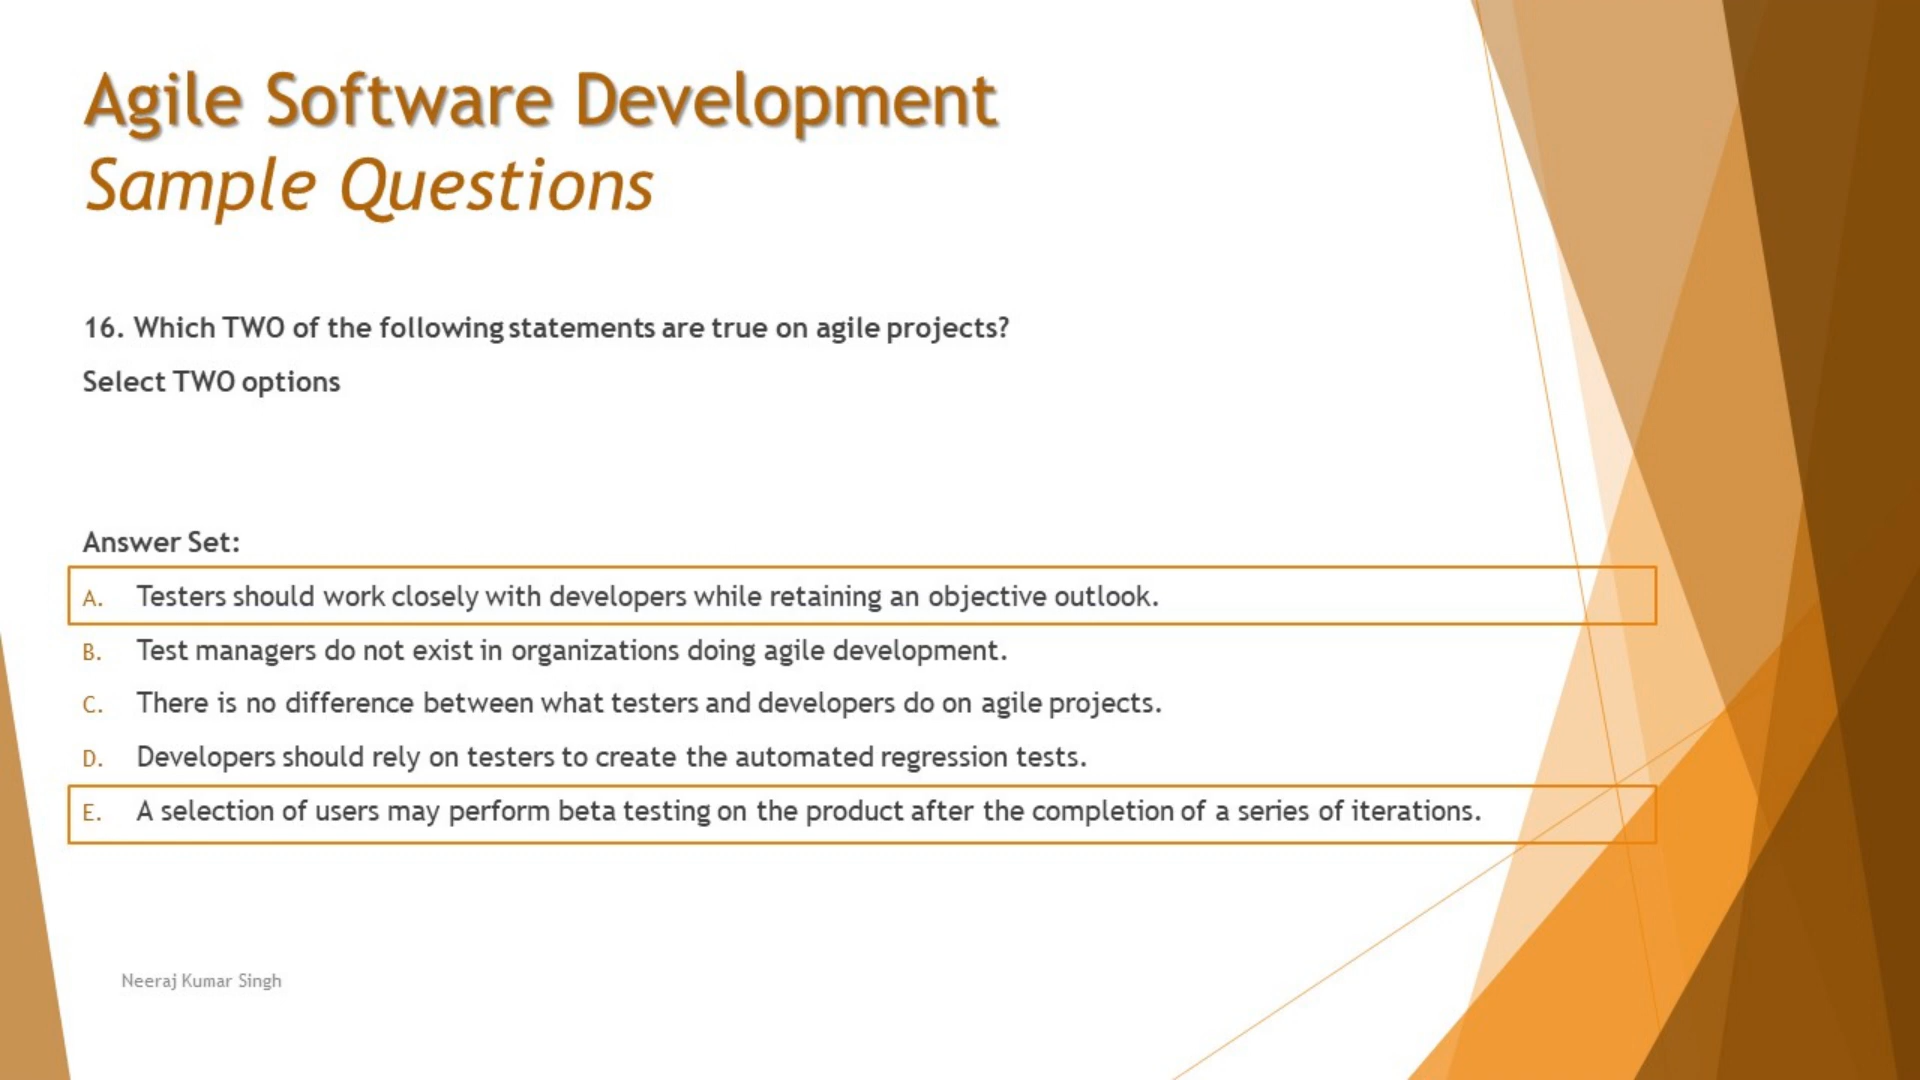 Agile Software Development
Sample Questions
16. Which TWO of the following statements are true on agile projects?
Select TWO options
Answer Set:
A. Testers should work closely with developers while retaining an objective outlook.
B. Test managers do not exist in organizations doing agile development.
C. There is no difference between what testers and developers do on agile projects.
D. Developers should rely on testers to create the automated regression tests.
E. A selection of users may perform beta testing on the product after the completion of a series of iterations.
Neeraj Kumar Singh